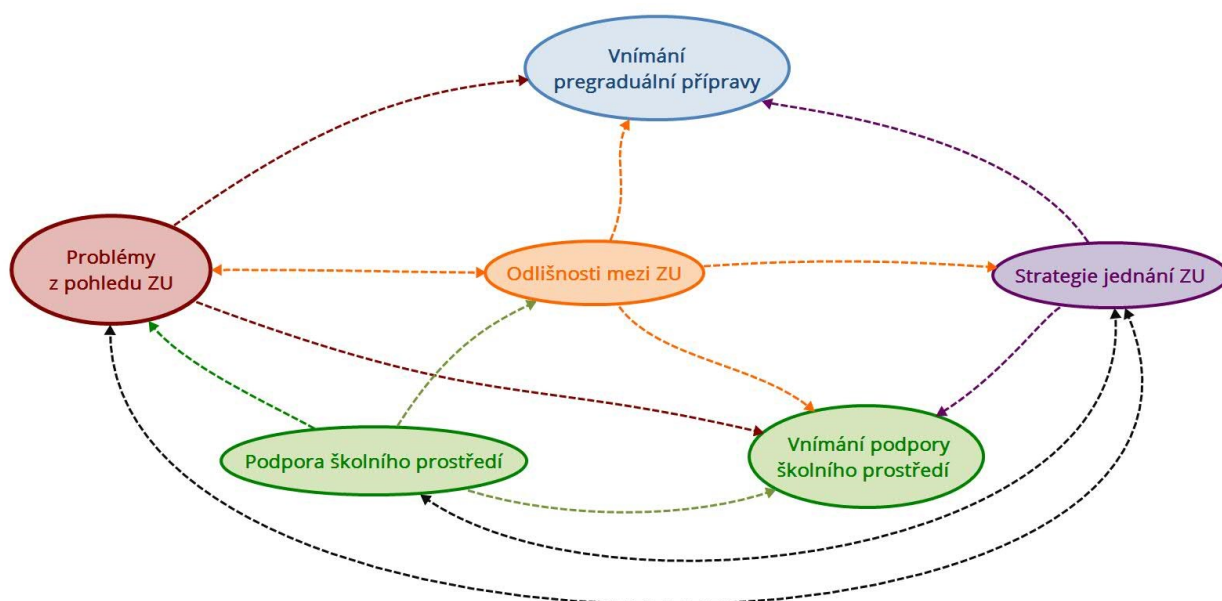 Vnímání
pregraduální přípravy
Problémy
z pohledu ZU
Odlišnosti mezi ZU
Strategie jednání ZU
Podpora školního prostředí
Vnímání podpory
školního prostředí